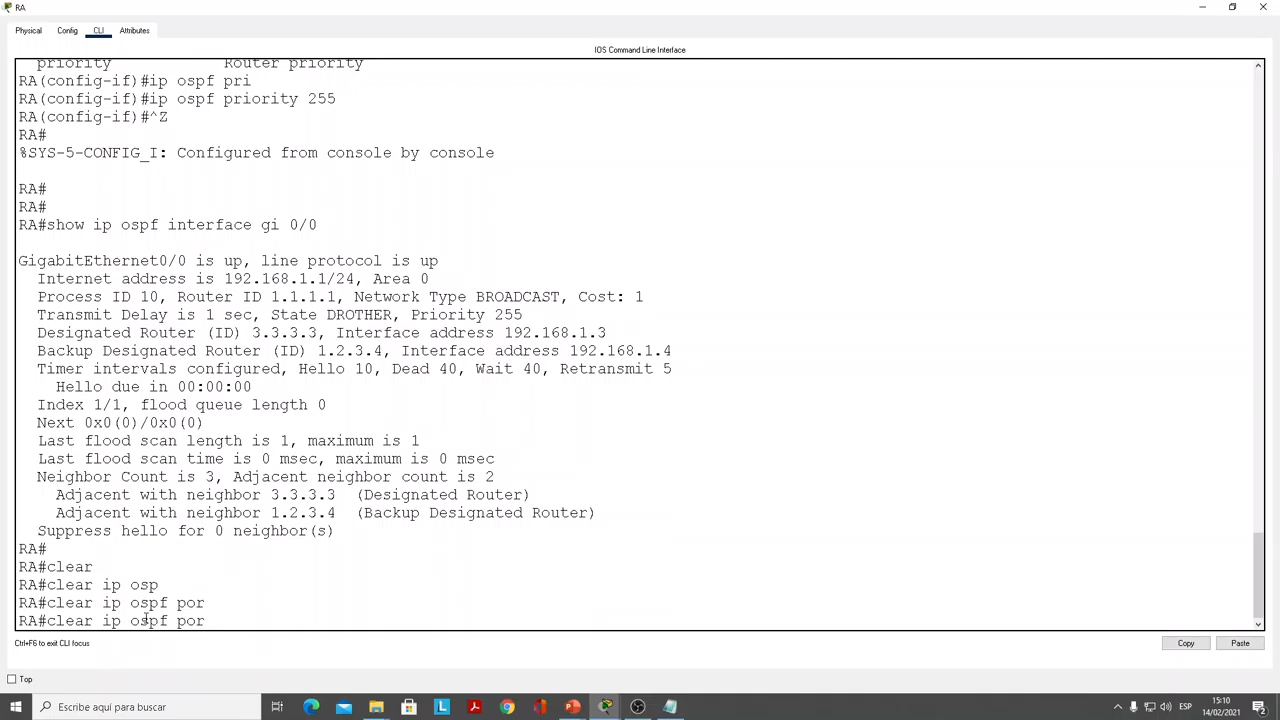 RA
Physical Config CLI Attributes
IOS Command Line Interface
priority Router priority
RA(config-if)#ip ospf pri
RA(config-if)#ip ospf priority 255
RA(config-if)#^Z
RA#
%SYS-5-CONFIG_I: Configured from console by console
RA#
RA#
RA#show ip ospf interface gi 0/0
GigabitEthernet0/0 is up, line protocol is up
Internet address is 192.168.1.1/24, Area 0
Process ID 10, Router ID 1.1.1.1, Network Type BROADCAST, Cost: 1
Transmit Delay is 1 sec, State DROTHER, Priority 255
Designated Router (ID) 3.3.3.3, Interface address 192.168.1.3
Backup Designated Router (ID) 1.2.3.4, Interface address 192.168.1.4
Timer intervals configured, Hello 10, Dead 40, Wait 40, Retransmit 5
Hello due in 00:00:00
Index 1/1, flood queue length 0
Next 0x0(0)/0x0(0)
Last flood scan length is 1, maximum is 1
Last flood scan time is 0 msec, maximum is 0 msec
Neighbor Count is 3, Adjacent neighbor count is 2
Adjacent with neighbor 3.3.3.3 (Designated Router)
Adjacent with neighbor 1.2.3.4 (Backup Designated Router)
Suppress hello for 0 neighbor(s)
RA#
RA#clear
RA#clear ip osp
RA#clear ip ospf por
RA#clear ip ospf por
Ctrl+F6 to exit CLI focus
Copy Paste
Top
Escribe aquí para buscar
ESP
15:10
14/02/2021
2